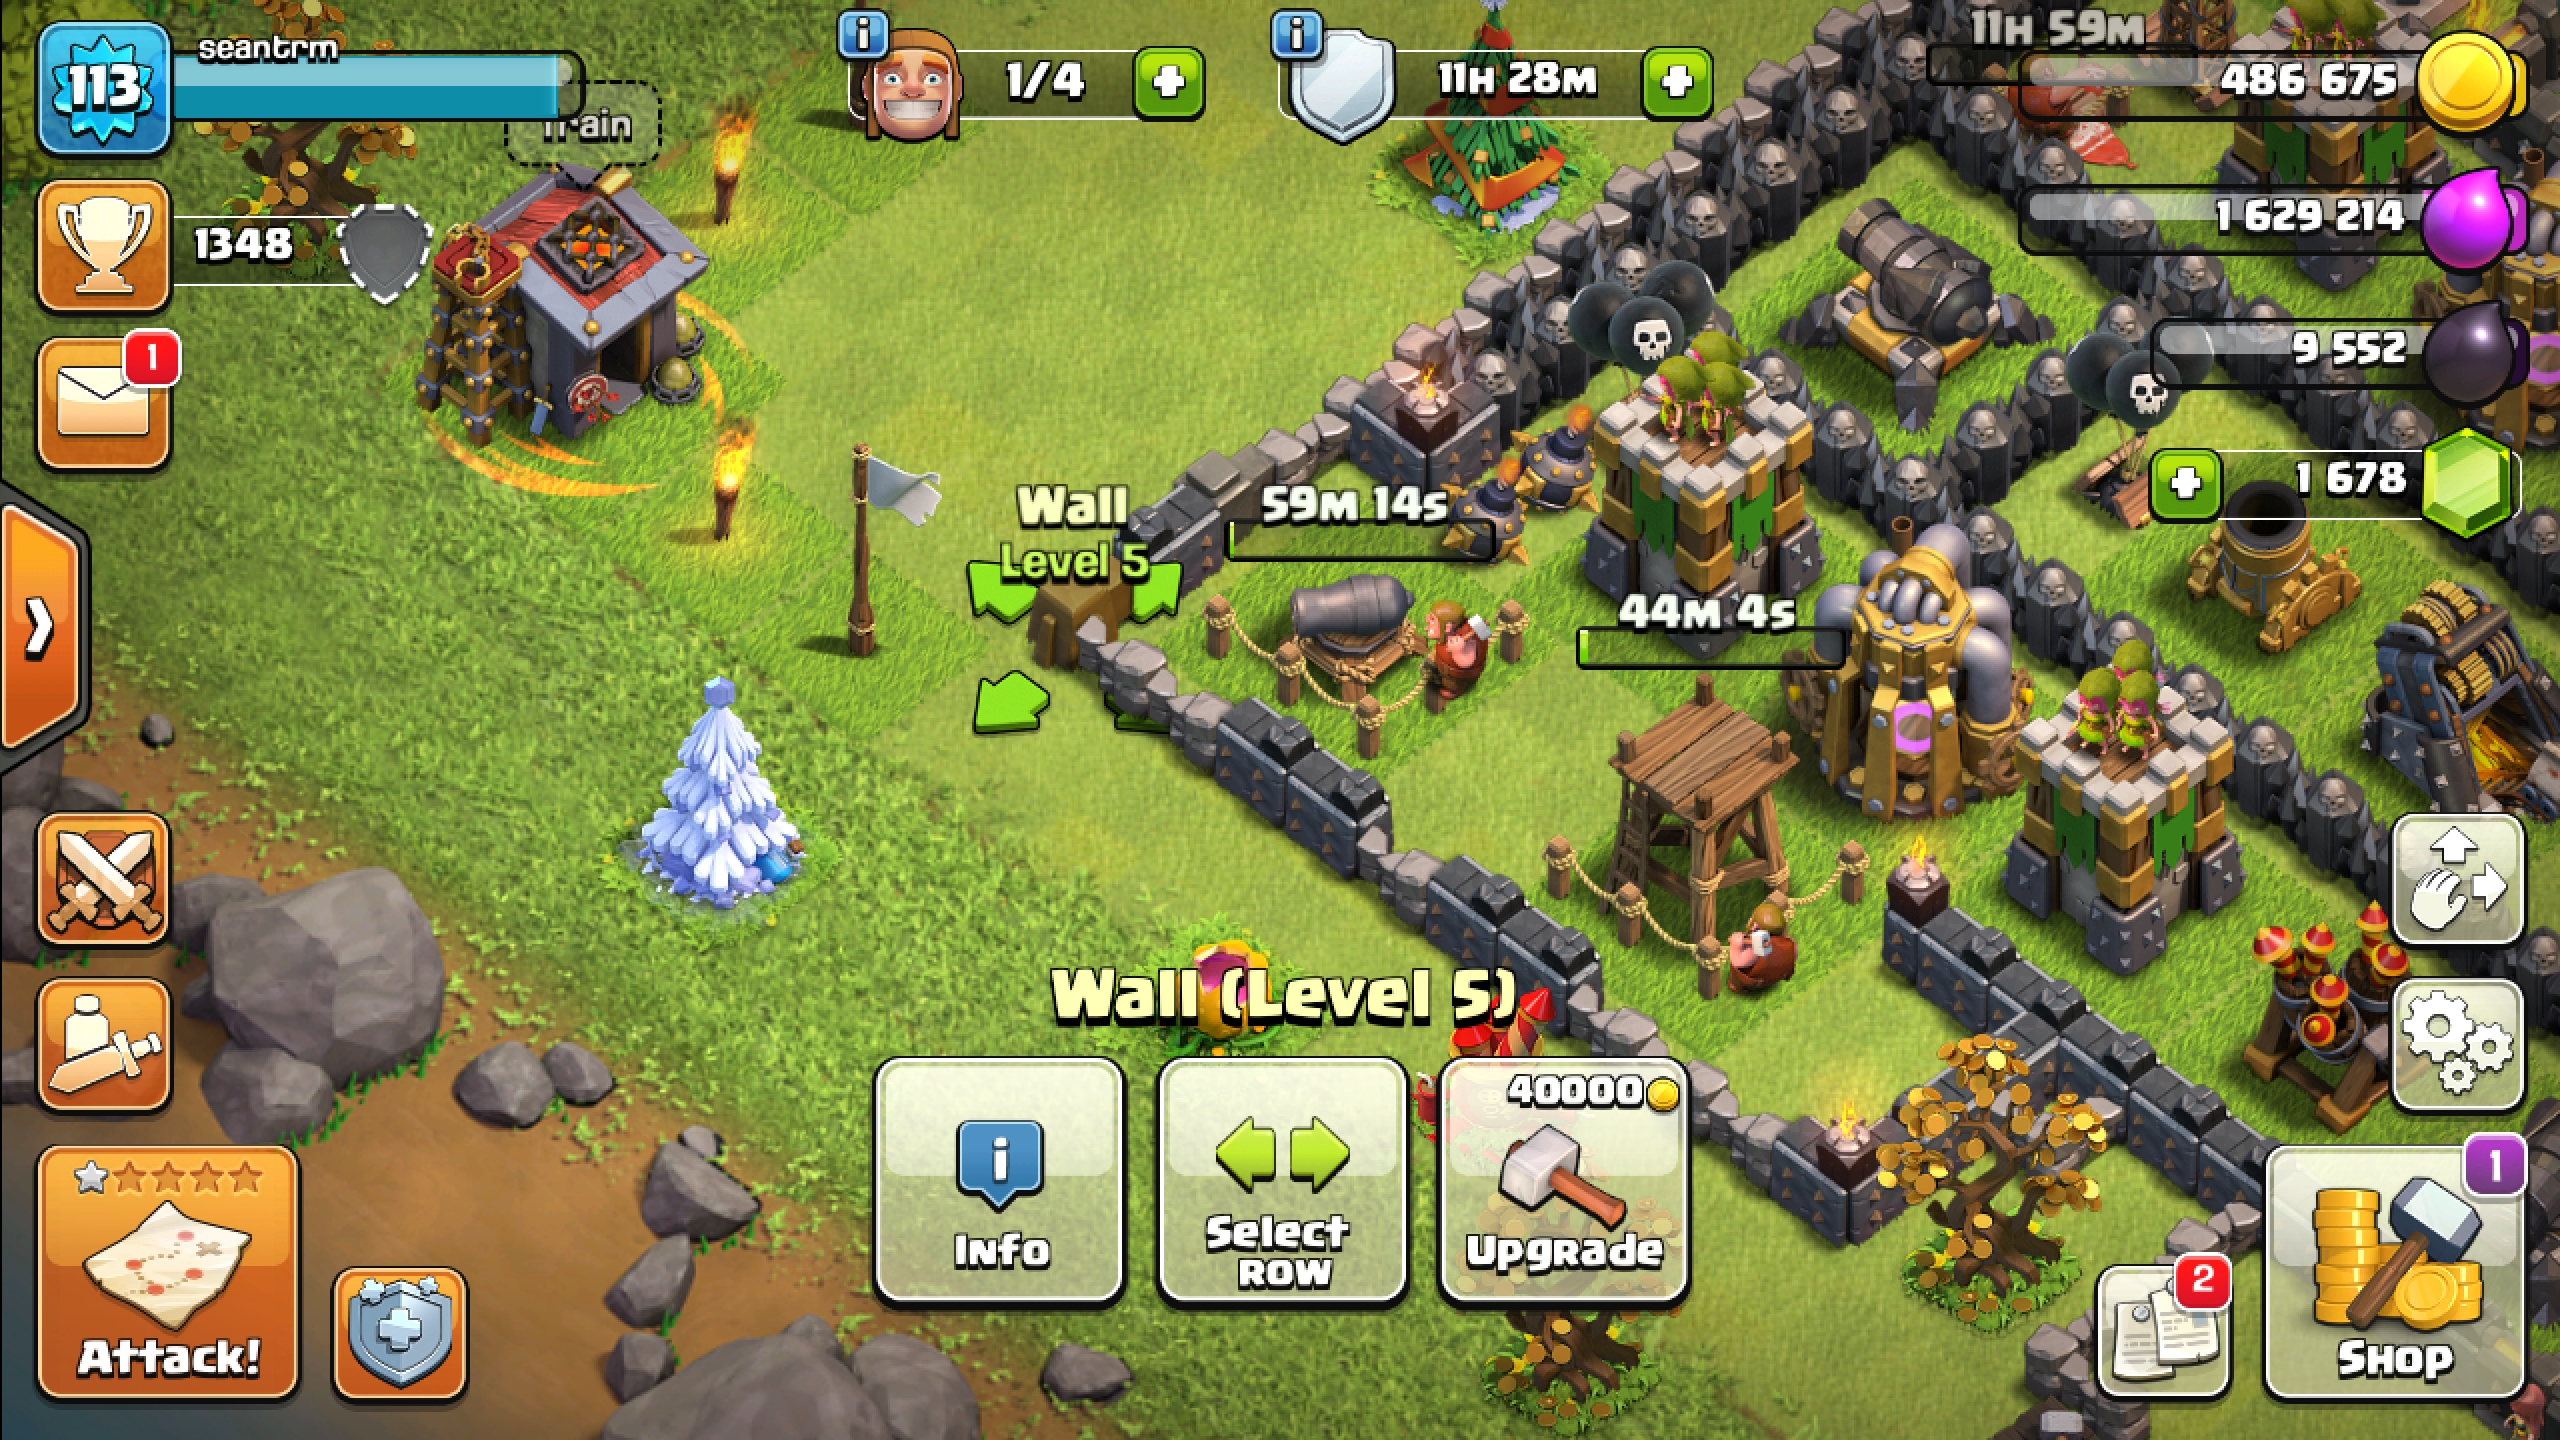 113
seantrm
1/4
11H 28M
11H 59M
486 675
Train
1348
1 629 214
1
9 552
1 678
Wall
Level 5
59M 14S
44M 4S
Wall (Level 5)
40000
Info
Select
Row
Upgrade
Attack!
1
2
Shop